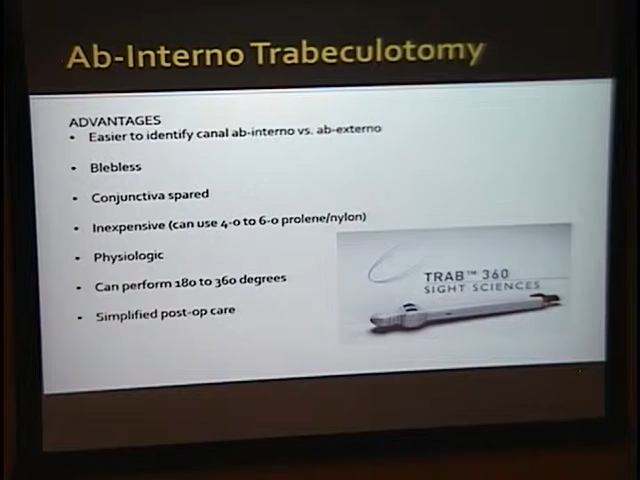 Ab-Interno Trabeculotomy
ADVANTAGES
• Easier to identify canal ab-interno vs. ab-externo
• Blebless
• Conjunctiva spared
• Inexpensive (can use 4-0 to 6-0 prolene/nylon)
• Physiologic
• Can perform 180 to 360 degrees
• Simplified post-op care
TRAB™ 360
SIGHT SCIENCES